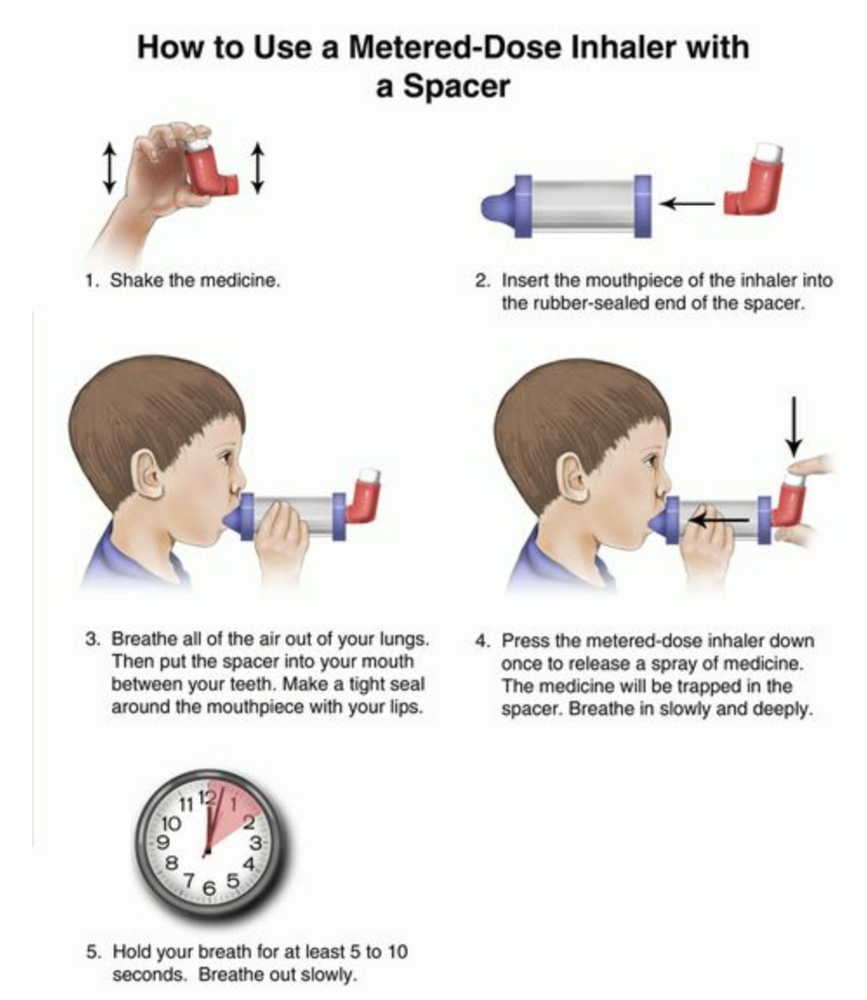 How to Use a Metered-Dose Inhaler with
a Spacer
1. Shake the medicine.
2. Insert the mouthpiece of the inhaler into
the rubber-sealed end of the spacer.
3. Breathe all of the air out of your lungs.
Then put the spacer into your mouth
between your teeth. Make a tight seal
around the mouthpiece with your lips.
4. Press the metered-dose inhaler down
once to release a spray of medicine.
The medicine will be trapped in the
spacer. Breathe in slowly and deeply.
12
1
2
3
4
5
6
7
8
9
10
11
5. Hold your breath for at least 5 to 10
seconds. Breathe out slowly.